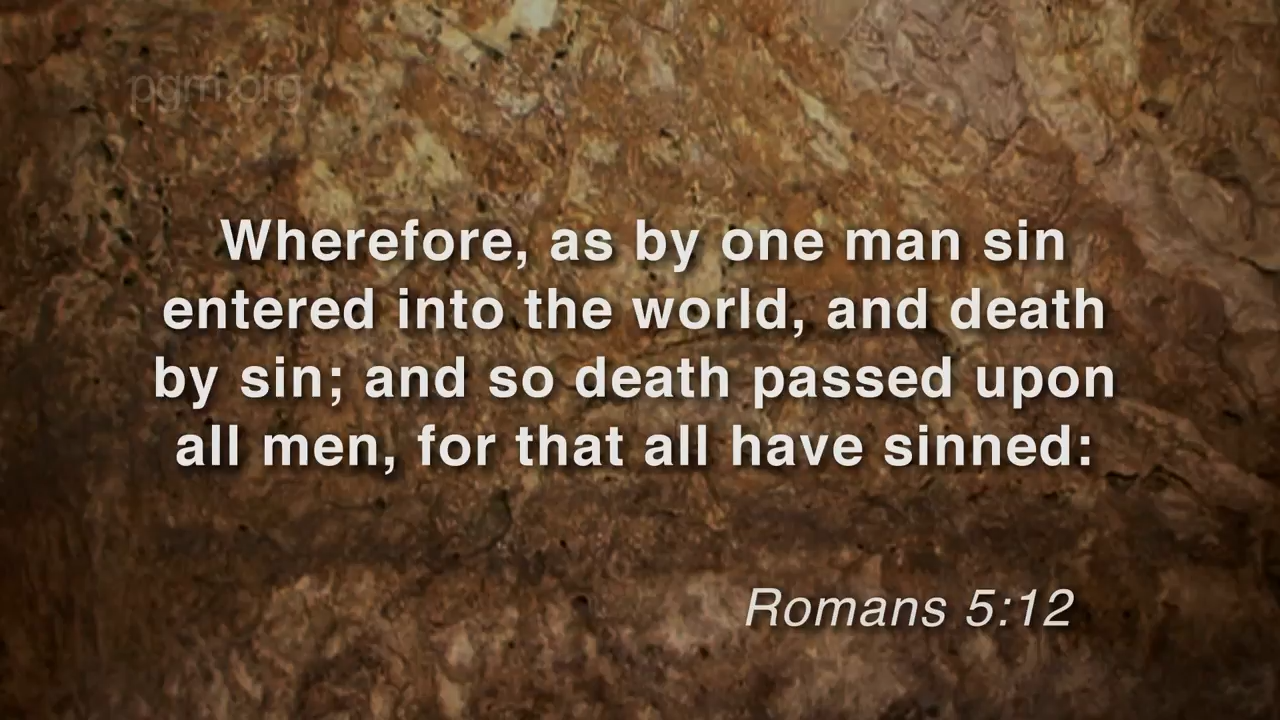 pgm.org
Wherefore, as by one man sin
entered into the world, and death
by sin; and so death passed upon
all men, for that all have sinned:
Romans 5:12